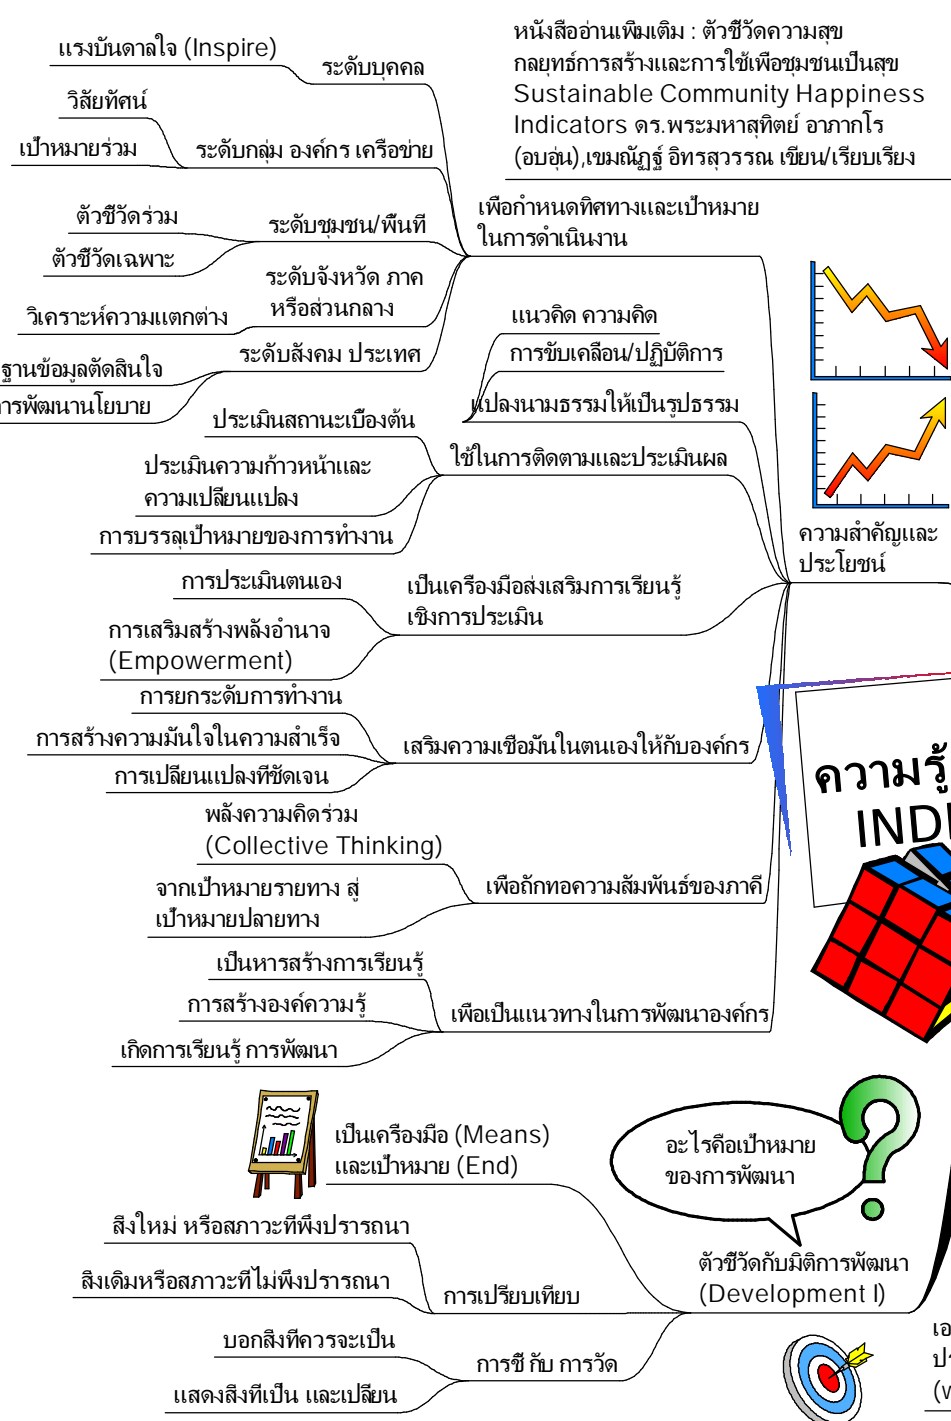 แรงบันดาลใจ (Inspire)
ระดับบุคคล
วิสัยทัศน์
เป้าหมายร่วม
ระดับกลุ่ม องค์กร เครือข่าย
ตัวชี้วัดร่วม
ตัวชี้วัดเฉพาะ
ระดับชุมชน/พื้นที่
ระดับจังหวัด ภาค
หรือส่วนกลาง
วิเคราะห์ความแตกต่าง
ระดับสังคม ประเทศ
ฐานข้อมูลตัดสินใจ
ารพัฒนานโยบาย
หนังสืออ่านเพิ่มเติม : ตัวชี้วัดความสุข
กลยุทธ์การสร้างและการใช้เพื่อชุมชนเป็นสุข
Sustainable Community Happiness
Indicators ดร.พระมหาสุทิตย์ อาภากโร
(อบอุ่น),เขมณัฏฐ์ อิทรสุวรรณ เขียน/เรียบเรียง
เพื่อกำหนดทิศทางและเป้าหมาย
ในการดำเนินงาน
แนวคิด ความคิด
การขับเคลื่อน/ปฏิบัติการ
แปลงนามธรรมให้เป็นรูปธรรม
ประเมินสถานะเบื้องต้น
ประเมินความก้าวหน้าและ
ความเปลี่ยนแปลง
การบรรลุเป้าหมายของการทำงาน
ใช้ในการติดตามและประเมินผล
ความสำคัญและ
ประโยชน์
การประเมินตนเอง
การเสริมสร้างพลังอำนาจ
(Empowerment)
เป็นเครื่องมือส่งเสริมการเรียนรู้
เชิงการประเมิน
การยกระดับการทำงาน
การสร้างความมั่นใจในความสำเร็จ
การเปลี่ยนแปลงที่ชัดเจน
เสริมความเชื่อมั่นในตนเองให้กับองค์กร
ความรู้
INDI
พลังความคิดร่วม
(Collective Thinking)
จากเป้าหมายรายทาง สู่
เป้าหมายปลายทาง
เพื่อถักทอความสัมพันธ์ของภาคี
เป็นหารสร้างการเรียนรู้
การสร้างองค์ความรู้
เกิดการเรียนรู้ การพัฒนา
เพื่อเป็นแนวทางในการพัฒนาองค์กร
เป็นเครื่องมือ (Means)
และเป้าหมาย (End)
อะไรคือเป้าหมาย
ของการพัฒนา
สิ่งใหม่ หรือสภาวะที่พึงปรารถนา
สิ่งเดิมหรือสภาวะที่ไม่พึงปรารถนา
การเปรียบเทียบ
ตัวชี้วัดกับมิติการพัฒนา
(Development I)
บอกสิ่งที่ควรจะเป็น
แสดงสิ่งที่เป็น และเปลี่ยน
การชี้ กับ การวัด